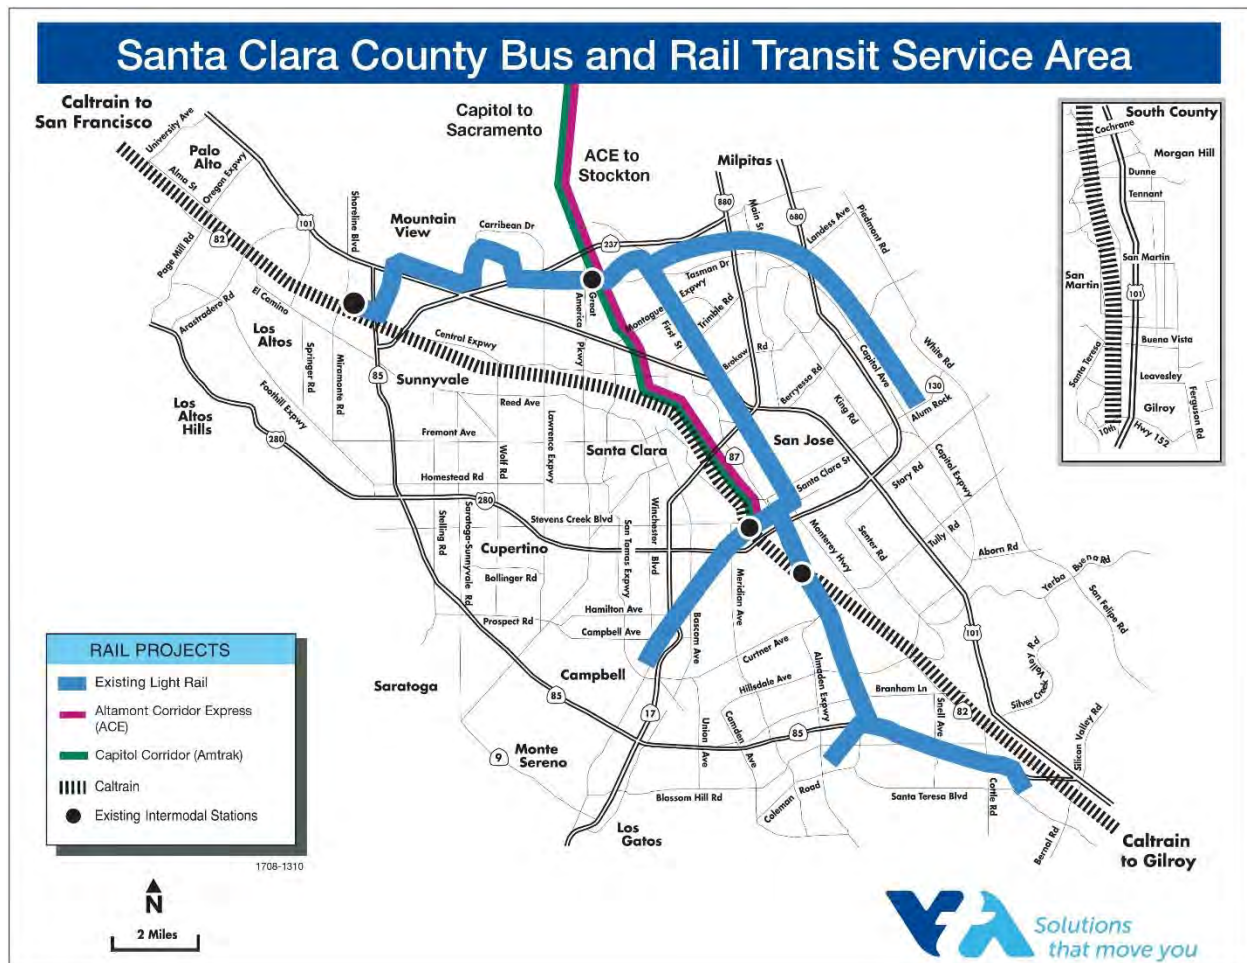 Santa Clara County Bus and Rail Transit Service Area
Caltrain to
San Francisco
University Ave
Palo
Alto
Alma St
Oregon Expwy
82
Page Mill Rd
Arastradero Rd
El Camino
Los
Altos
Los
Altos
Hills
Foothill Expwy
280
Springer Rd
Miramonte Rd
Shoreline Blvd
101
Mountain
View
Carribean Dr
Capitol to
Sacramento
ACE to
Stockton
237
Milpitas
880
Main St
680
Landess Ave
Piedmont Rd
Tasman Dr
Montague Expwy
Trimble Rd
First St
Great
America
Pkwy
Central Expwy
85
Sunnyvale
Reed Ave
Fremont Ave
Wolf Rd
Lawrence Expwy
Homestead Rd
Santa Clara
Brokaw Rd
Berryessa Rd
King Rd
Capitol Ave
White Rd
130
Alum Rock
San Jose
87
Santa Clara St
Story Rd
Capitol Expwy
280
Stevens Creek Blvd
Winchester Blvd
San Tomas Expwy
Stelling Rd
Saratoga-Sunnyvale Rd
Cupertino
Bollinger Rd
Prospect Rd
Hamilton Ave
Campbell Ave
Campbell
Bascom Ave
Meridian Ave
Monterey Hwy
Senter Rd
Tully Rd
Aborn Rd
Yerba Buena Rd
San Felipe Rd
101
Silver Creek Valley Rd
Silicon Valley Rd
Curtner Ave
Hillsdale Ave
Almaden Expwy
Branham Ln
Snell Ave
82
Saratoga
85
17
Union Ave
Camden Ave
85
9
Monte
Sereno
Blossom Hill Rd
Coleman Road
Santa Teresa Blvd
Cottle Rd
Bernal Rd
Los
Gatos
Caltrain
to Gilroy
South County
Cochrane
Morgan Hill
Dunne
Tennant
San Martin
San
Martin
101
Santa Teresa
Buena Vista
Leavesley
Gilroy
Ferguson Rd
10th
Hwy 152
RAIL PROJECTS
Existing Light Rail
Altamont Corridor Express
(ACE)
Capitol Corridor (Amtrak)
Caltrain
Existing Intermodal Stations
1708-1310
N
2 Miles
VTA
Solutions
that move you